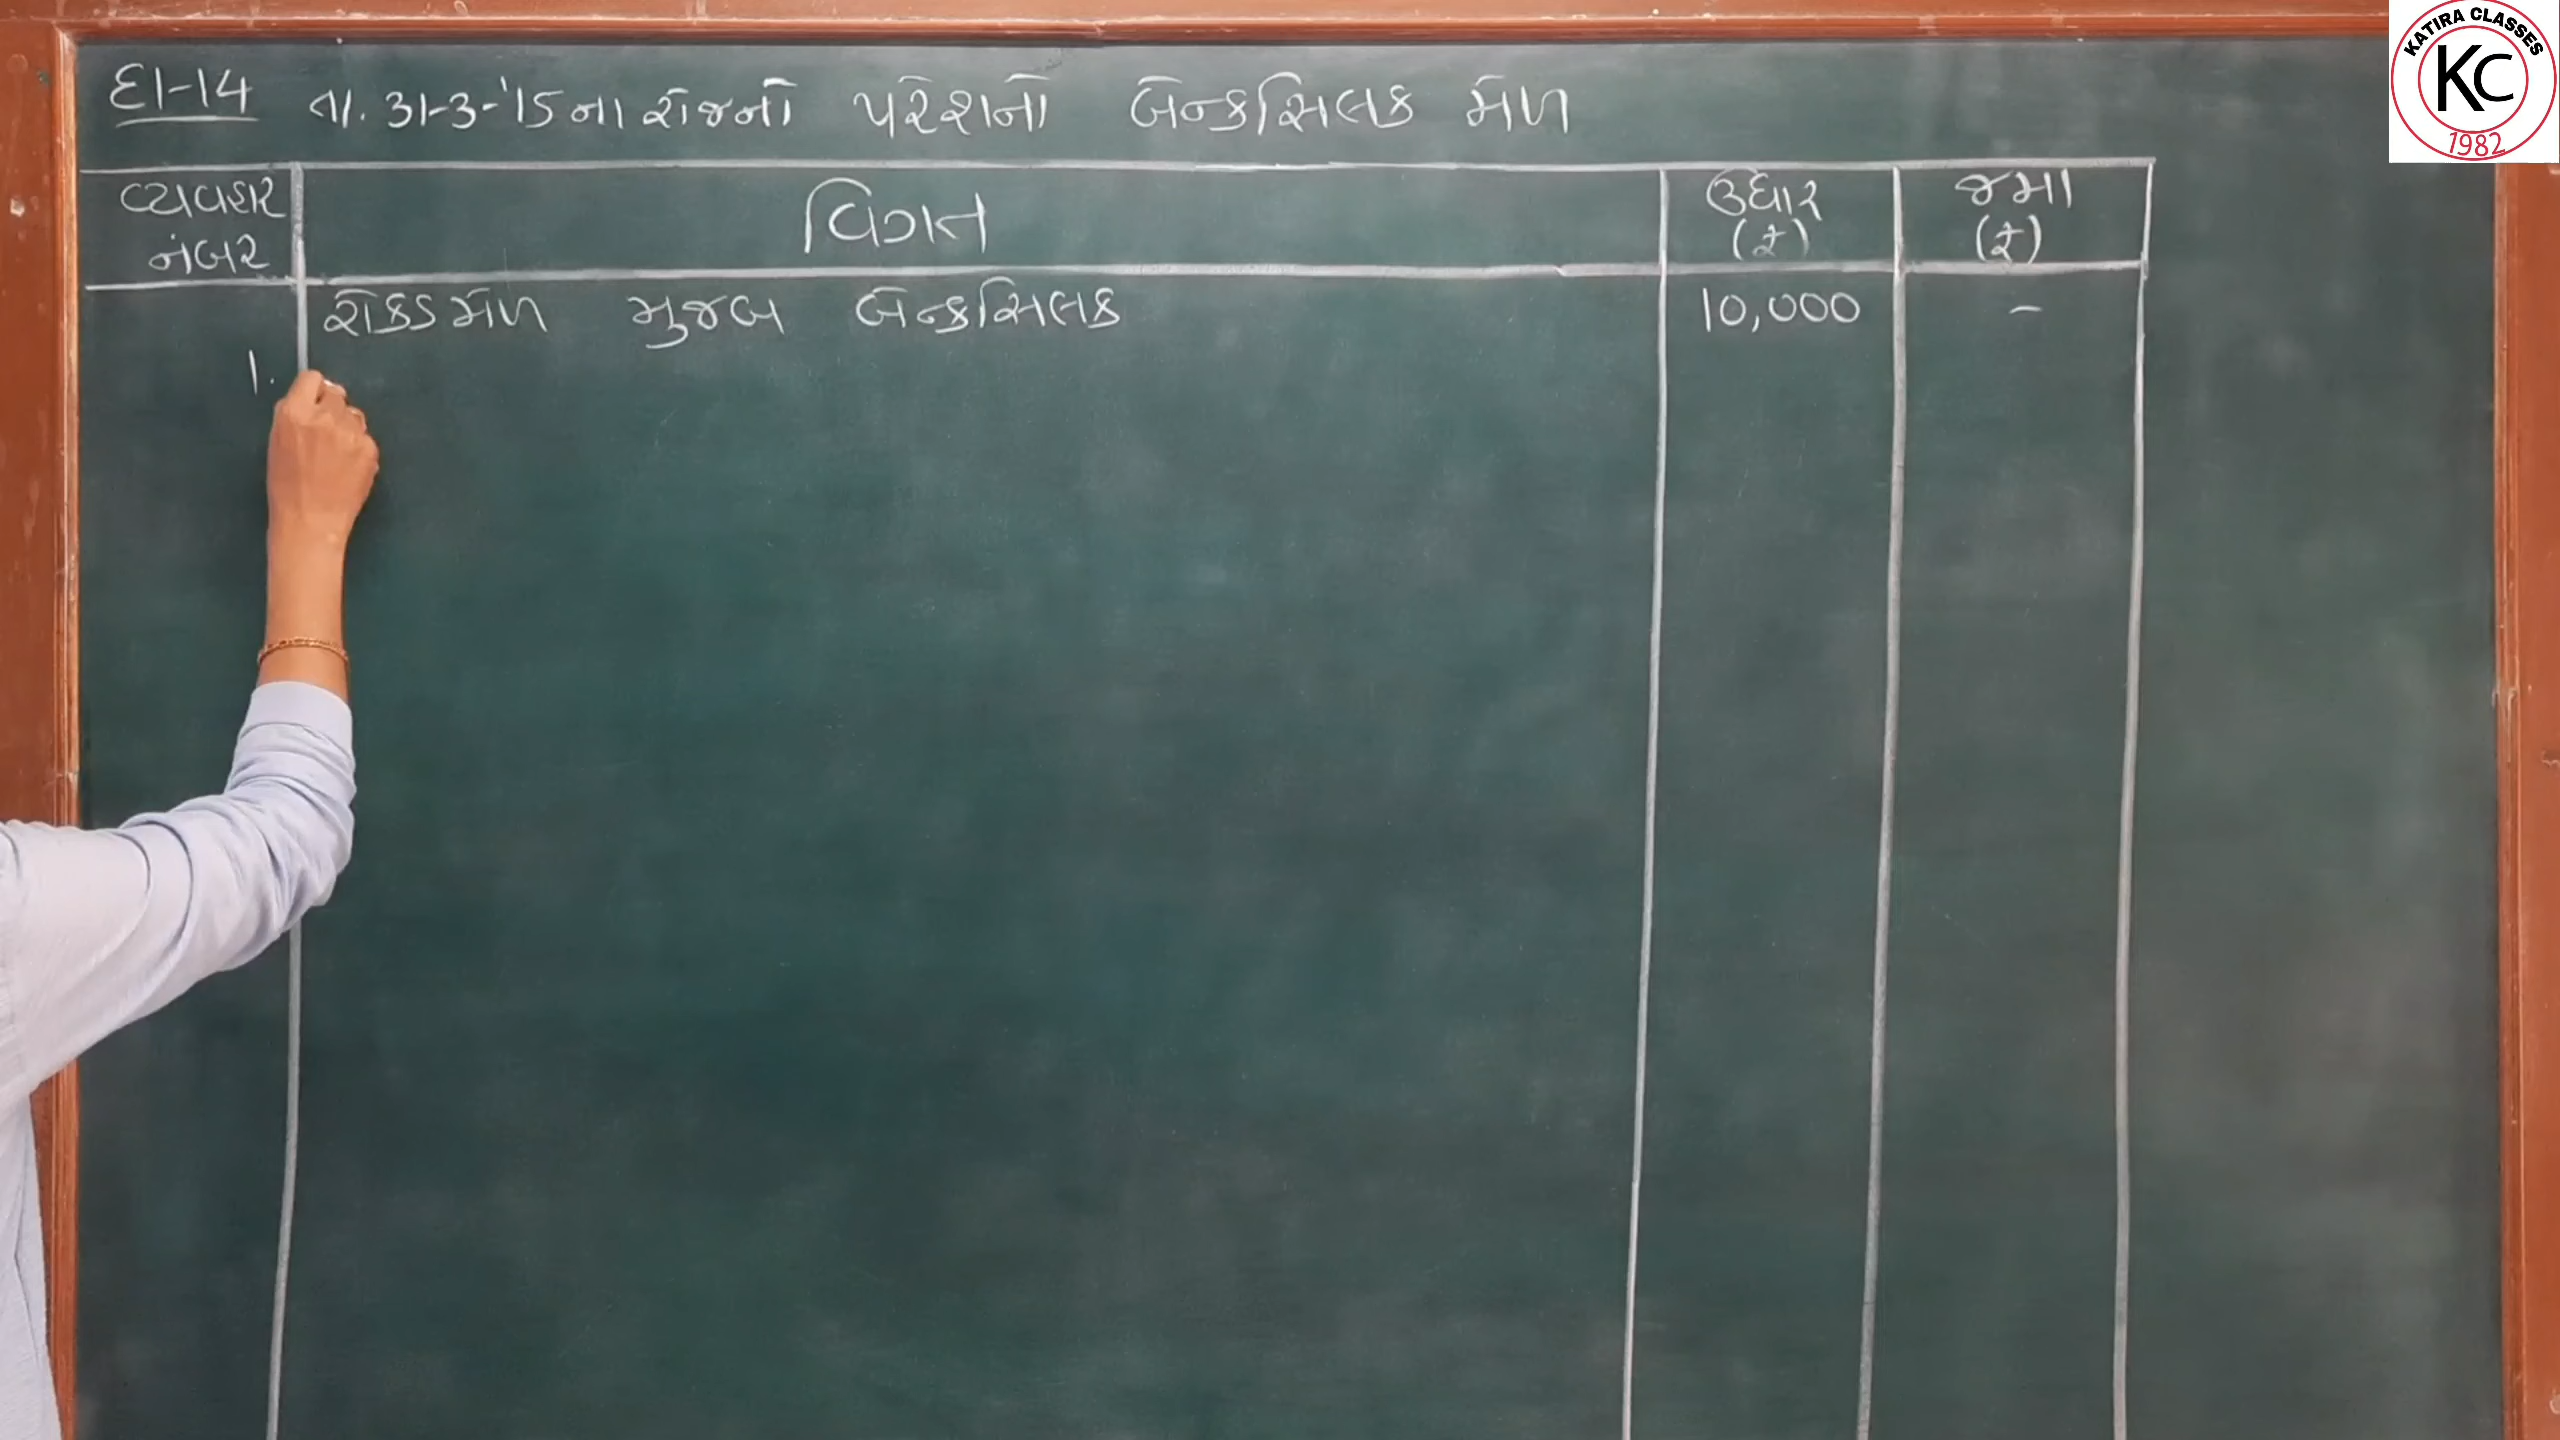 દા-14 તા. 31-3-'15ના રોજનો પરેશનો બેન્કસિલક મેળ
વ્યવહાર નંબર વિગત ઉધાર (₹) જમા (₹)
રોકડમેળ મુજબ બેન્કસિલક 10,000 -
1.
KATIRA CLASSES
KC
1982